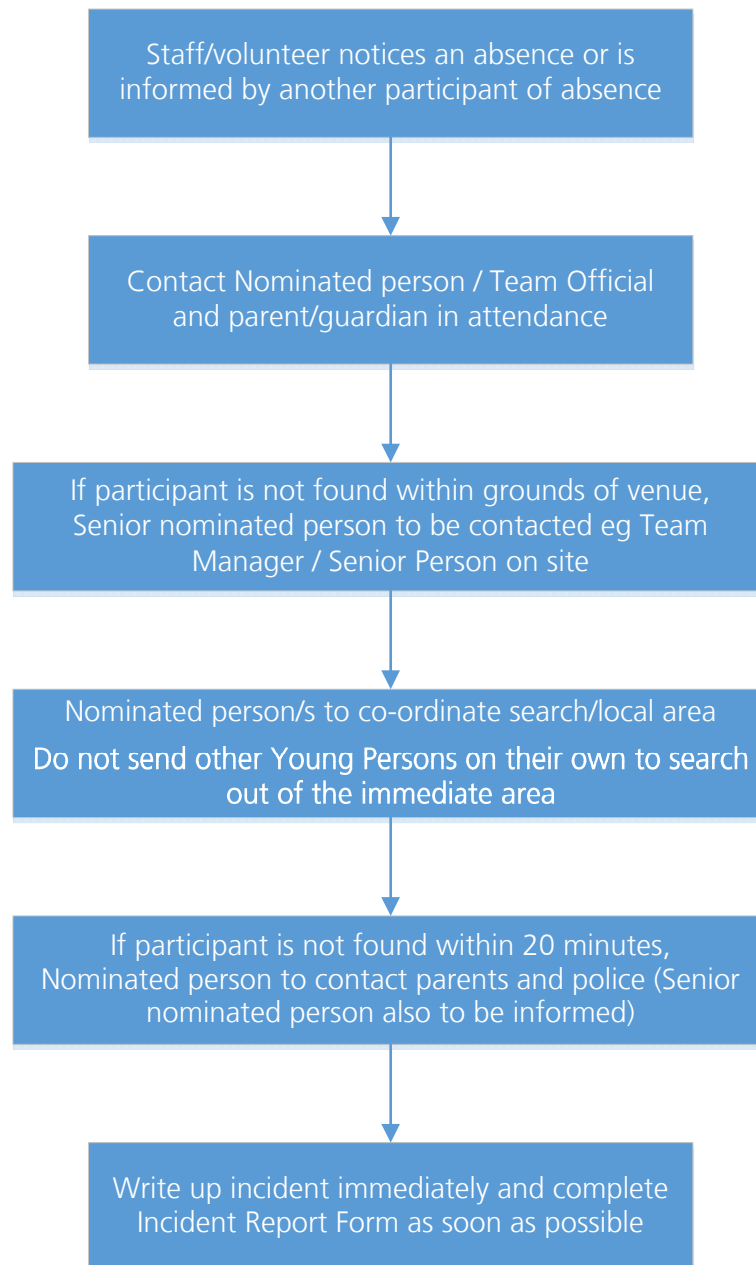 Staff/volunteer notices an absence or is
informed by another participant of absence
Contact Nominated person / Team Official
and parent/guardian in attendance
If participant is not found within grounds of venue,
Senior nominated person to be contacted eg Team
Manager / Senior Person on site
Nominated person/s to co-ordinate search/local area
Do not send other Young Persons on their own to search
out of the immediate area
If participant is not found within 20 minutes,
Nominated person to contact parents and police (Senior
nominated person also to be informed)
Write up incident immediately and complete
Incident Report Form as soon as possible